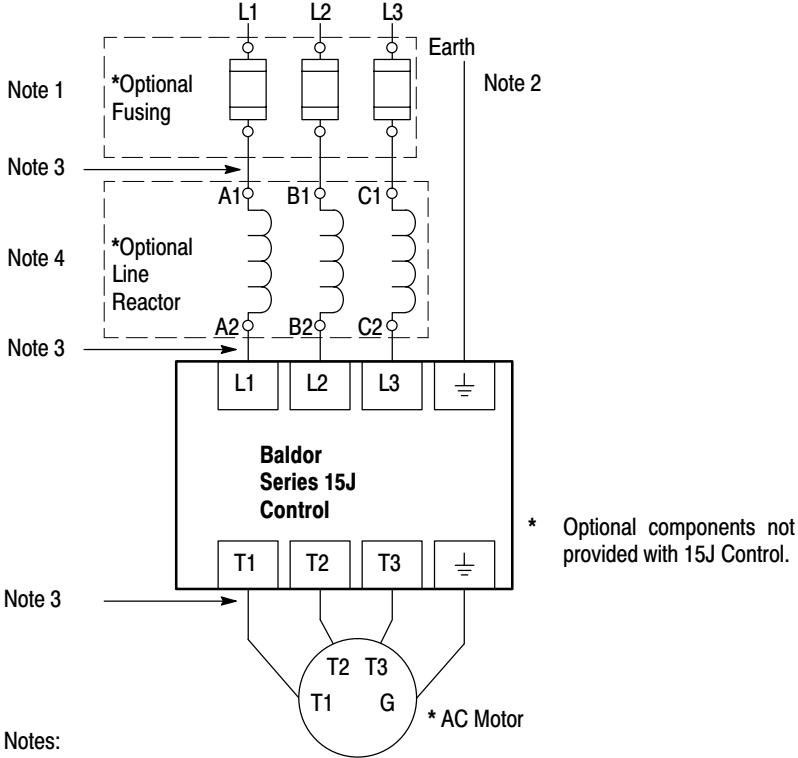 L1 L2 L3
Earth
Note 1
*Optional
Fusing
Note 2
Note 3
A1 B1 C1
Note 4
*Optional
Line
Reactor
A2 B2 C2
Note 3
L1 L2 L3
Baldor
Series 15J
Control
* Optional components not
provided with 15J Control.
T1 T2 T3
Note 3
T2 T3
T1 G
* AC Motor
Notes: